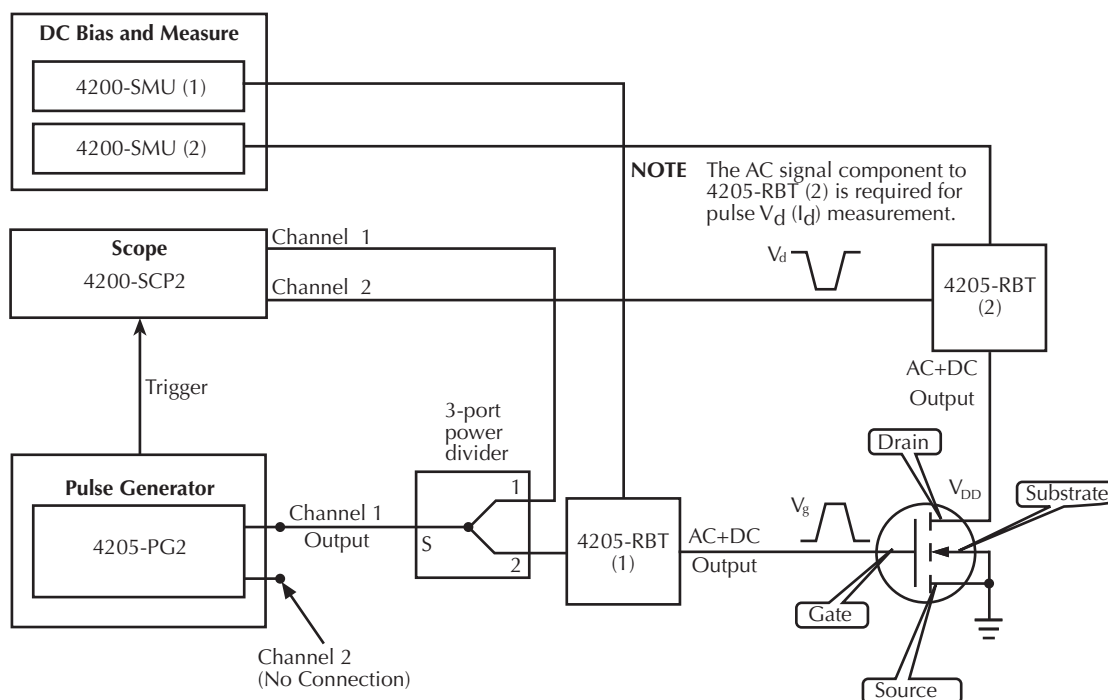 DC Bias and Measure
4200-SMU (1)
4200-SMU (2)
NOTE The AC signal component to
4205-RBT (2) is required for
pulse Vd (Id) measurement.
Channel 1
Scope
4200-SCP2
Channel 2
Vd
4205-RBT
(2)
AC+DC
Output
Trigger
3-port
power
divider
Drain
Pulse Generator
4205-PG2
Channel 1
Output
S
1
2
4205-RBT
(1)
AC+DC
Output
Vg
VDD
Substrate
Gate
Source
Channel 2
(No Connection)